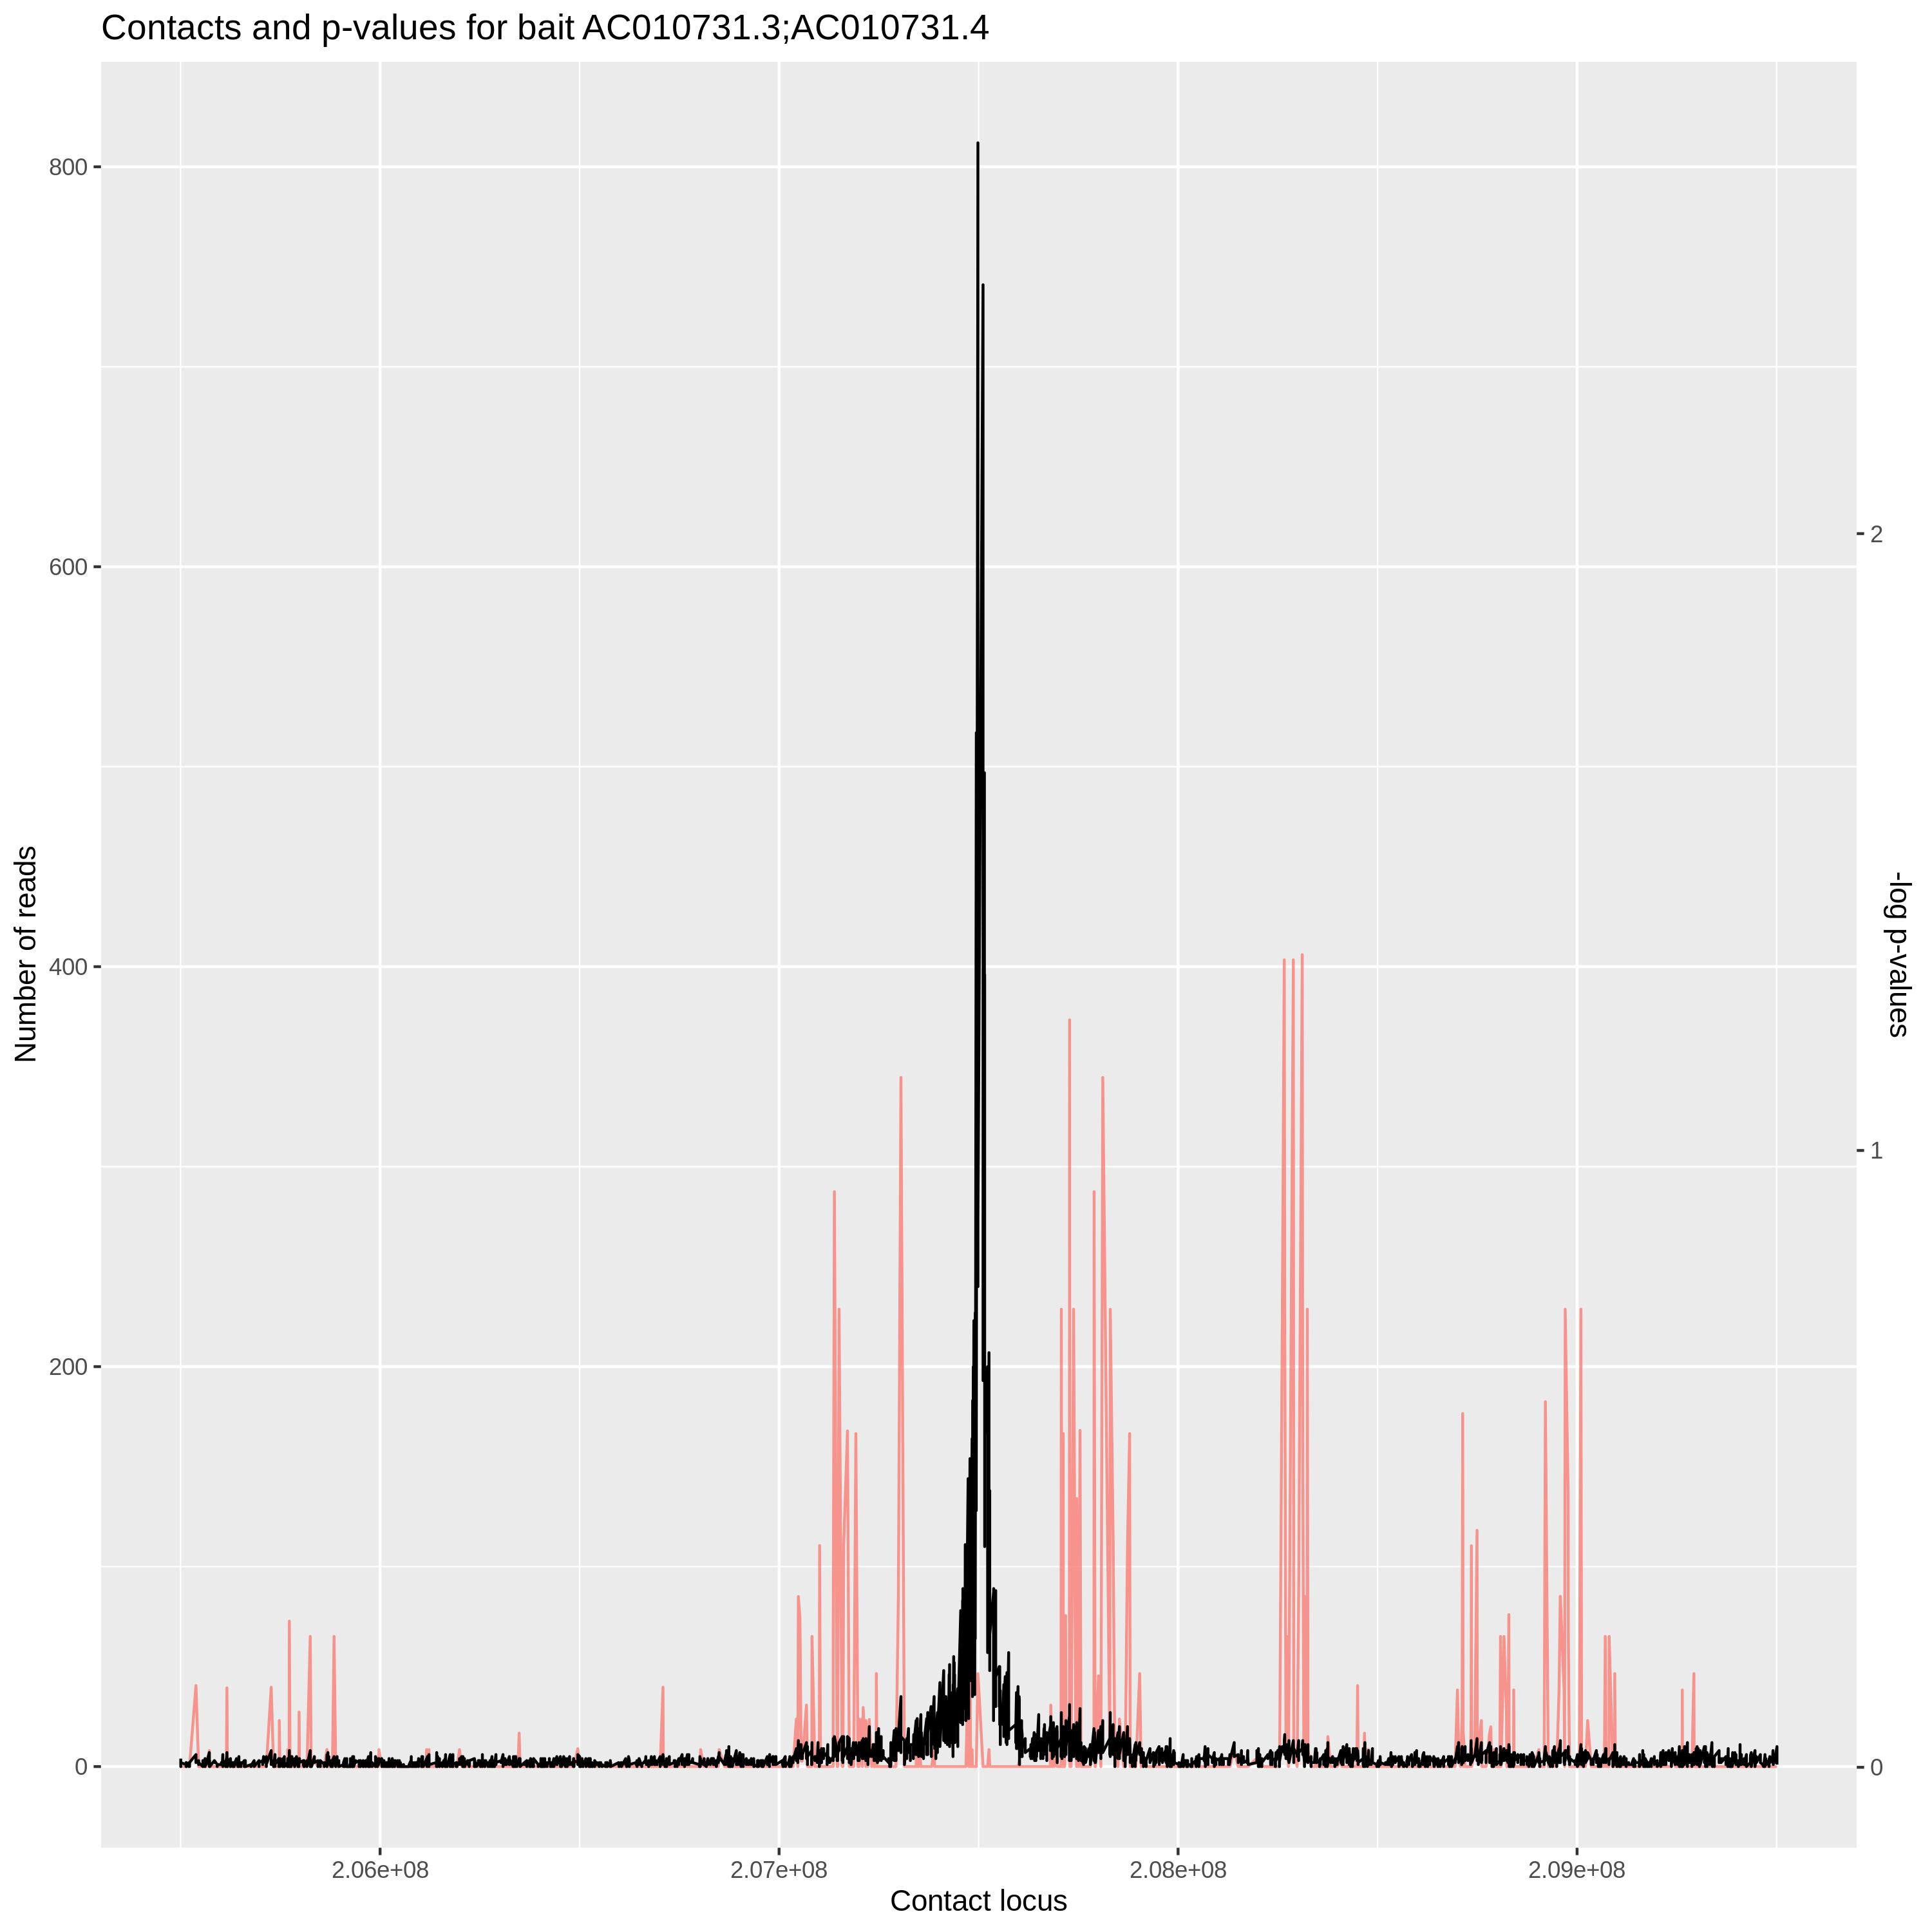 Contacts and p-values for bait AC010731.3;AC010731.4
800
600
400
200
0
Number of reads
2
1
0
-log p-values
2.06e+08
2.07e+08
2.08e+08
2.09e+08
Contact locus